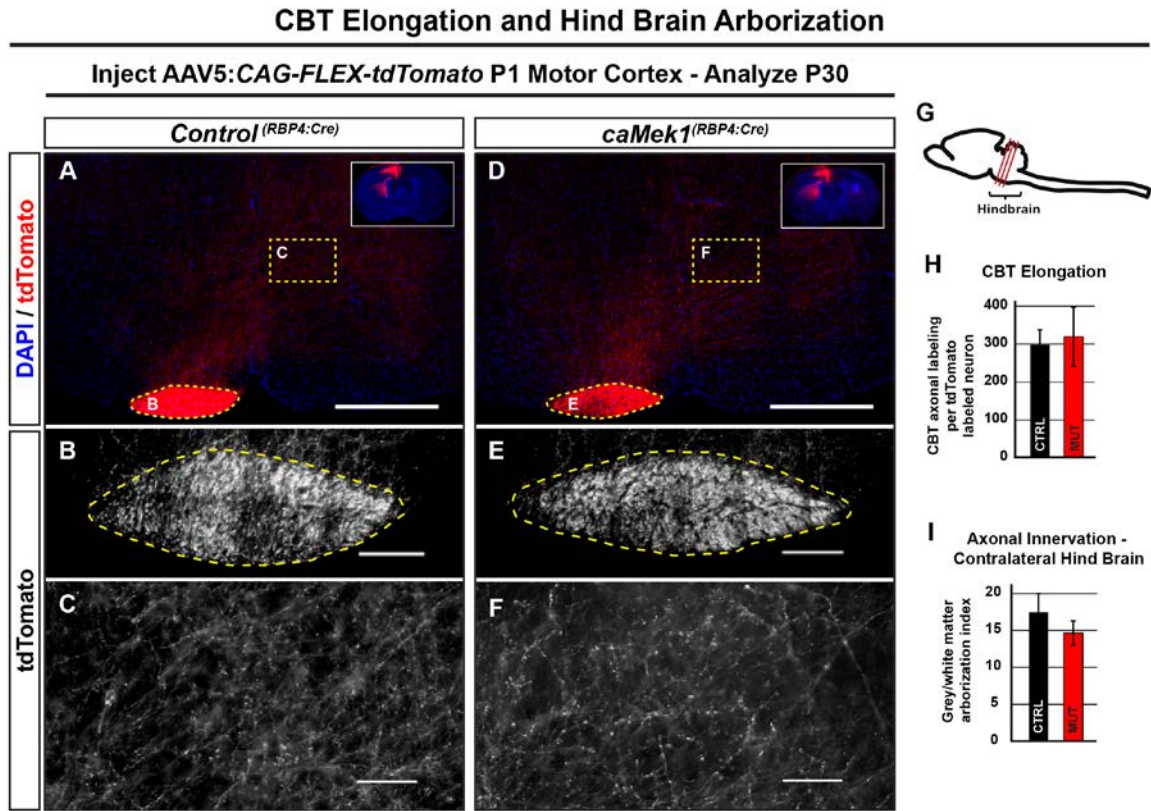 CBT Elongation and Hind Brain Arborization
Inject AAV5:CAG-FLEX-tdTomato P1 Motor Cortex - Analyze P30
Control (RBP4:Cre)
caMek1 (RBP4:Cre)
DAPI / tdTomato
A
C
B
D
F
E
tdTomato
B
E
C
F
G
Hindbrain
H
CBT Elongation
CBT axonal labeling
per tdTomato
labeled neuron
400
300
200
100
0
CTRL
MUT
I
Axonal Innervation -
Contralateral Hind Brain
Grey/white matter
arborization index
20
15
10
5
0
CTRL
MUT